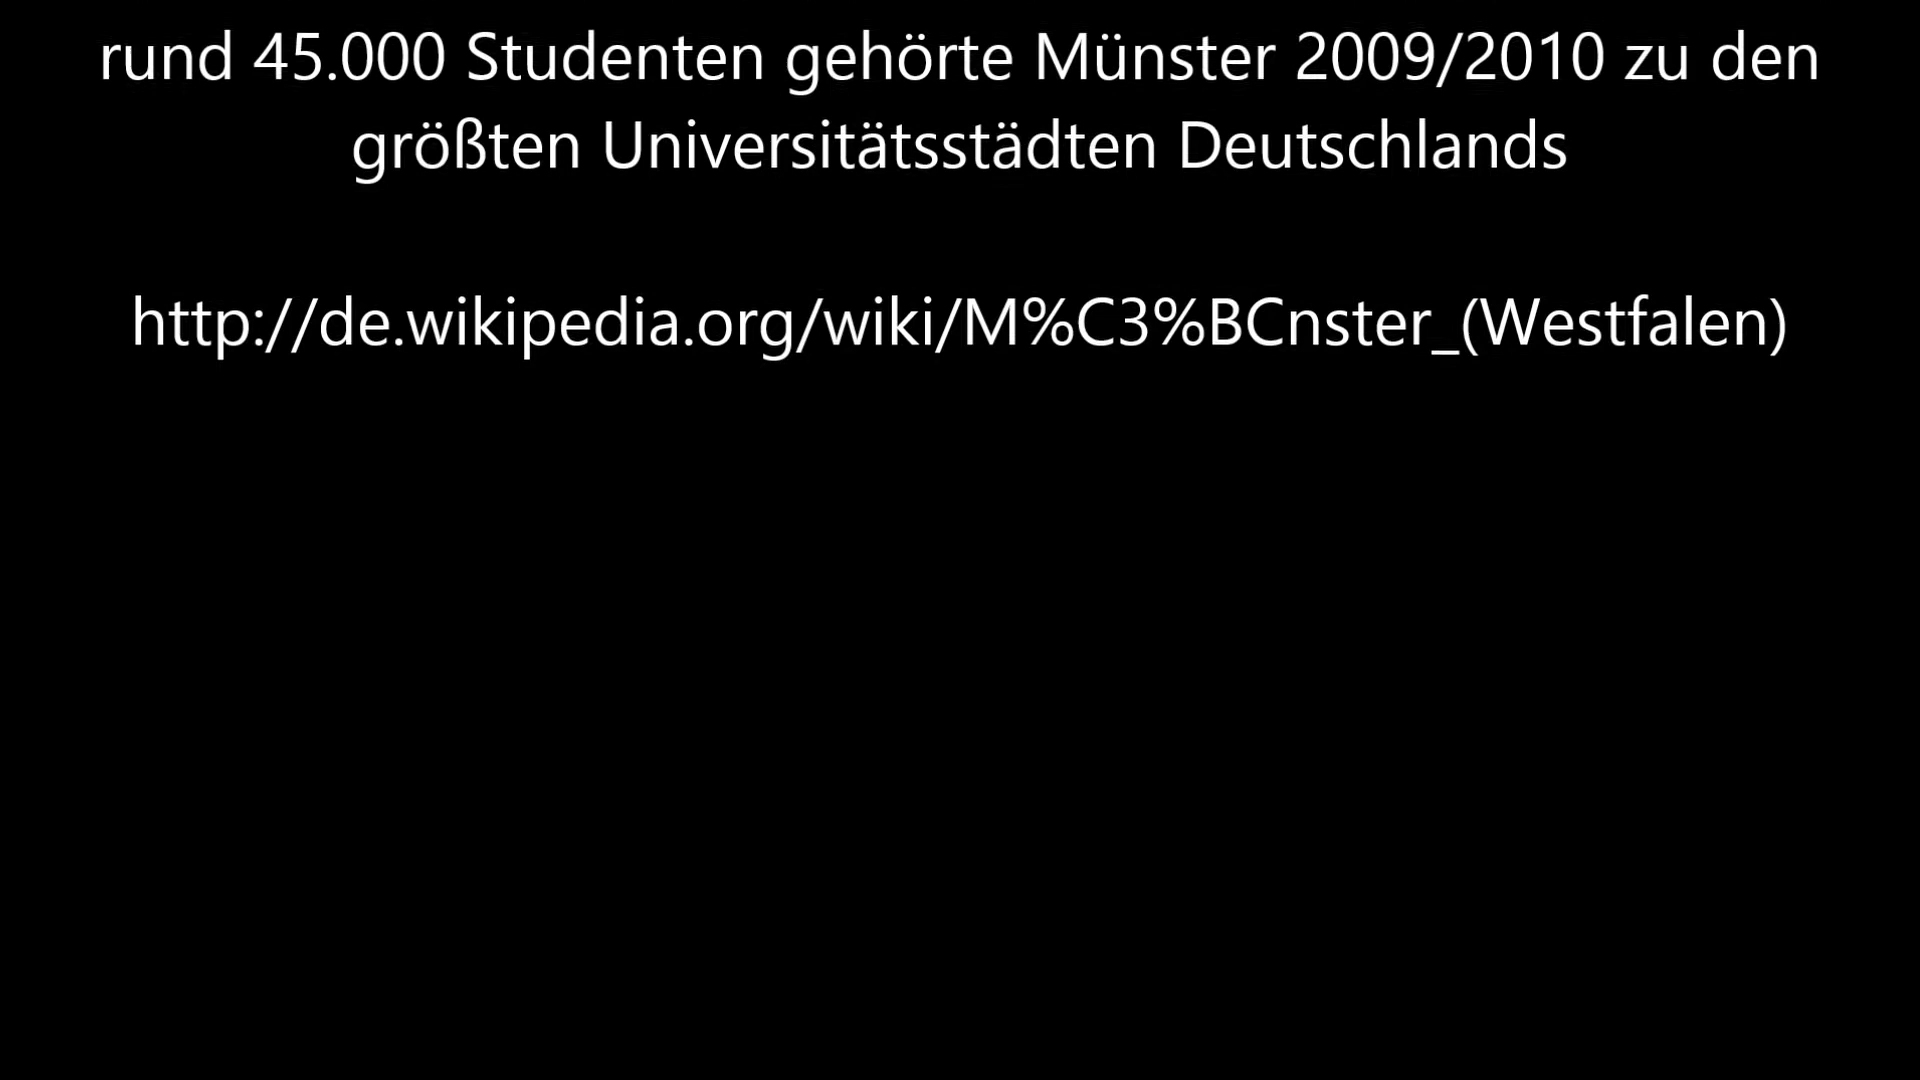 rund 45.000 Studenten gehörte Münster 2009/2010 zu den
größten Universitätsstädten Deutschlands
http://de.wikipedia.org/wiki/M%C3%BCnster_(Westfalen)